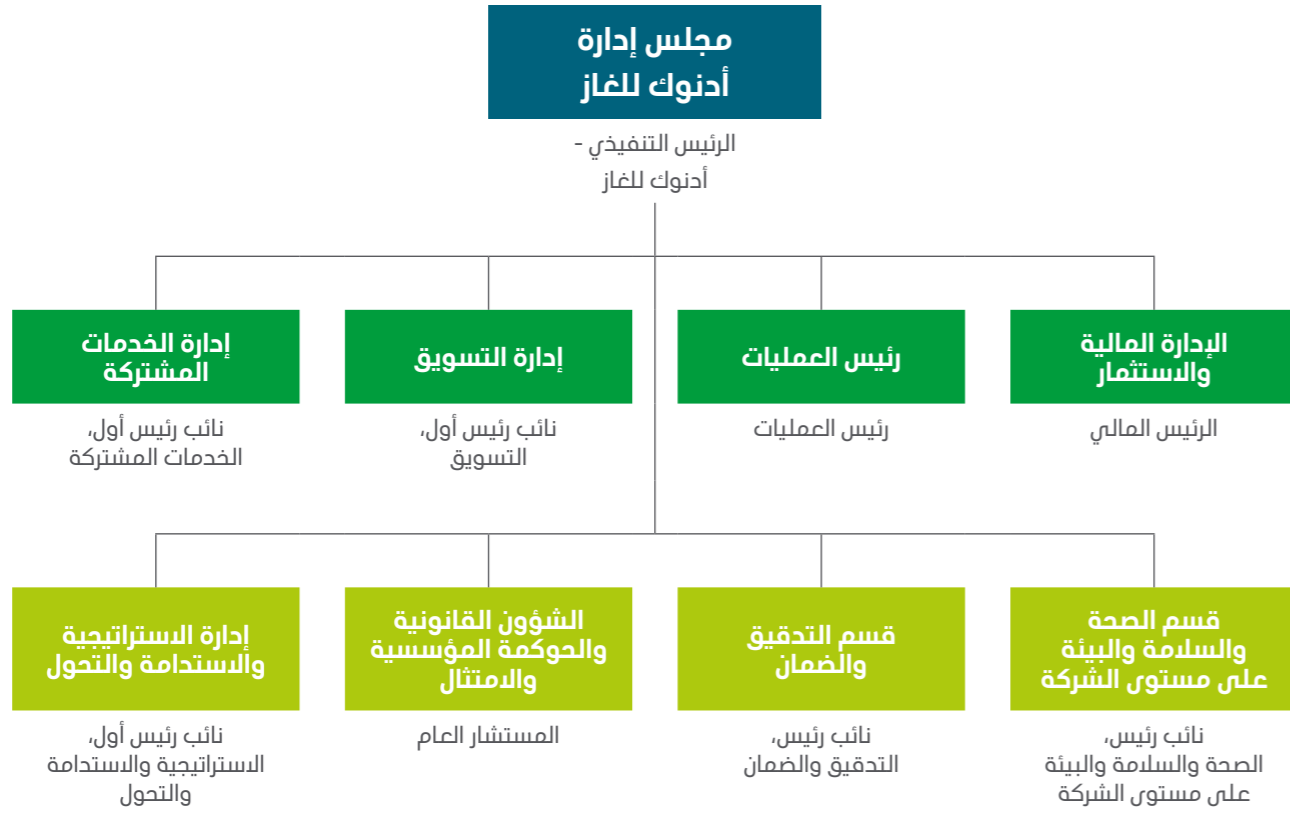 مجلس إدارة
أدنوك للغاز
الرئيس التنفيذي -
أدنوك للغاز
الإدارة المالية
والاستثمار
الرئيس المالي
رئيس العمليات
رئيس العمليات
إدارة التسويق
نائب رئيس أول،
التسويق
إدارة الخدمات
المشتركة
نائب رئيس أول،
الخدمات المشتركة
قسم الصحة
والسلامة والبيئة
على مستوى الشركة
نائب رئيس،
الصحة والسلامة والبيئة
على مستوى الشركة
قسم التدقيق
والضمان
نائب رئيس،
التدقيق والضمان
الشؤون القانونية
والحوكمة المؤسسية
والامتثال
المستشار العام
إدارة الاستراتيجية
والاستدامة والتحول
نائب رئيس أول،
الاستراتيجية والاستدامة
والتحول